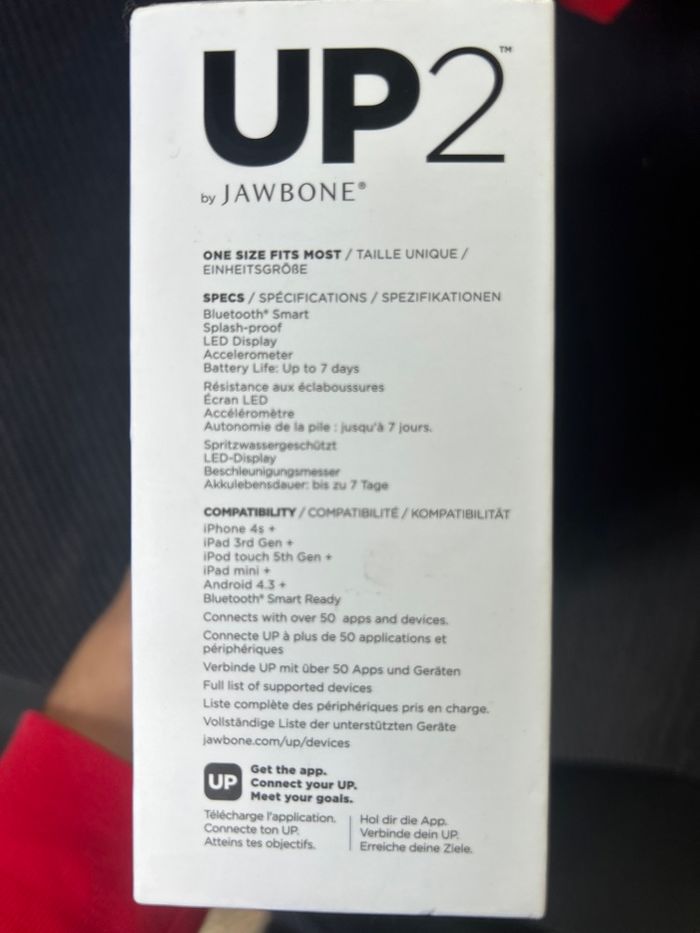 UP2™
by JAWBONE®
ONE SIZE FITS MOST / TAILLE UNIQUE /
EINHEITSGRÖßE
SPECS / SPÉCIFICATIONS / SPEZIFIKATIONEN
Bluetooth® Smart
Splash-proof
LED Display
Accelerometer
Battery Life: Up to 7 days
Résistance aux éclaboussures
Écran LED
Accéléromètre
Autonomie de la pile : jusqu'à 7 jours.
Spritzwassergeschützt
LED-Display
Beschleunigungsmesser
Akkulebensdauer: bis zu 7 Tage
COMPATIBILITY / COMPATIBILITÉ / KOMPATIBILITÄT
iPhone 4s +
iPad 3rd Gen +
iPod touch 5th Gen +
iPad mini +
Android 4.3 +
Bluetooth® Smart Ready
Connects with over 50 apps and devices.
Connecte UP à plus de 50 applications et
périphériques
Verbinde UP mit über 50 Apps und Geräten
Full list of supported devices
Liste complète des périphériques pris en charge.
Vollständige Liste der unterstützten Geräte
jawbone.com/up/devices
UP
Get the app.
Connect your UP.
Meet your goals.
Télécharge l'application.
Connecte ton UP.
Atteins tes objectifs.
Hol dir die App.
Verbinde dein UP.
Erreiche deine Ziele.